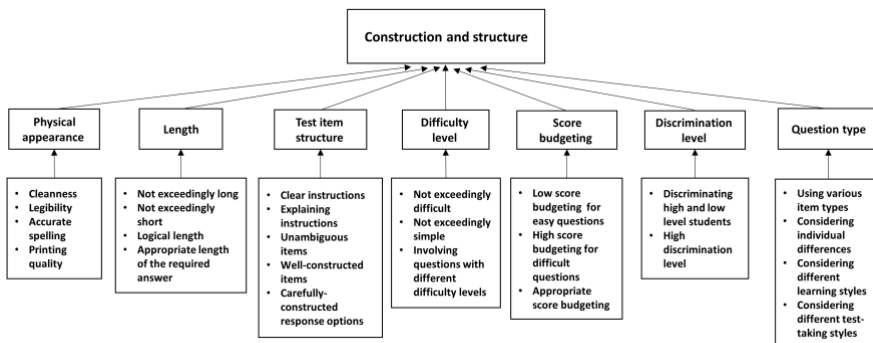 Construction and structure
Physical
appearance
Length
Test item
structure
Difficulty
level
Score
budgeting
Discrimination
level
Question type
• Cleanness
• Legibility
• Accurate
spelling
• Printing
quality
• Not exceedingly long
• Not exceedingly
short
• Logical length
• Appropriate length
of the required
answer
• Clear instructions
• Explaining
instructions
• Unambiguous
items
• Well-constructed
items
• Carefully-
constructed
response options
• Not exceedingly
difficult
• Not exceedingly
simple
• Involving
questions with
different
difficulty levels
• Low score
budgeting for
easy questions
• High score
budgeting for
difficult
questions
• Appropriate
score budgeting
• Discriminating
high and low
level students
• High
discrimination
level
• Using various
item types
• Considering
individual
differences
• Considering
different
learning styles
• Considering
different test-
taking styles